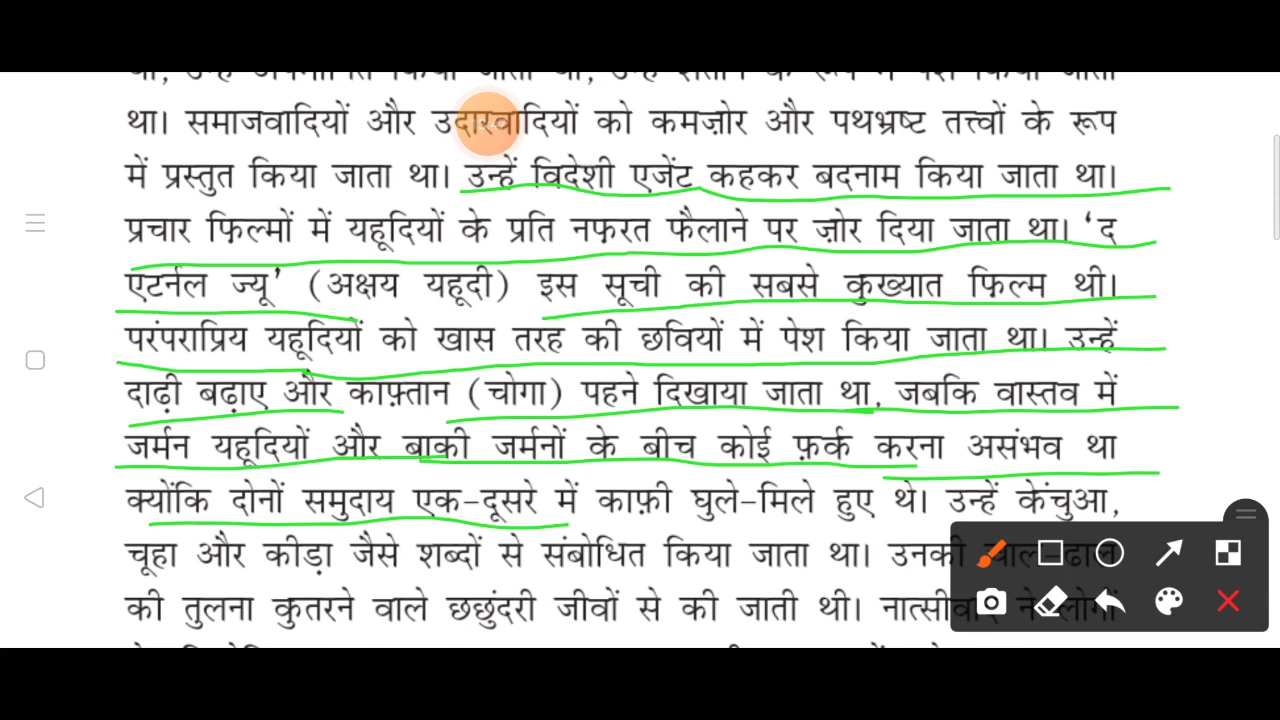 था, उन्हें अपमानित किया जाता था, उन्हें शैतान के रूप में पेश किया जाता
था। समाजवादियों और उदारवादियों को कमज़ोर और पथभ्रष्ट तत्त्वों के रूप
में प्रस्तुत किया जाता था। उन्हें विदेशी एजेंट कहकर बदनाम किया जाता था।
प्रचार फ़िल्मों में यहूदियों के प्रति नफ़रत फैलाने पर ज़ोर दिया जाता था। ‘द
एटर्नल ज्यू’ (अक्षय यहूदी) इस सूची की सबसे कुख्यात फ़िल्म थी।
परंपराप्रिय यहूदियों को खास तरह की छवियों में पेश किया जाता था। उन्हें
दाढ़ी बढ़ाए और काफ़्तान (चोगा) पहने दिखाया जाता था, जबकि वास्तव में
जर्मन यहूदियों और बाकी जर्मनों के बीच कोई फ़र्क करना असंभव था
क्योंकि दोनों समुदाय एक-दूसरे में काफ़ी घुले-मिले हुए थे। उन्हें केंचुआ,
चूहा और कीड़ा जैसे शब्दों से संबोधित किया जाता था। उनकी चाल-ढाल
की तुलना कुतरने वाले छछुंदरी जीवों से की जाती थी। नात्सीवाद ने लोगों